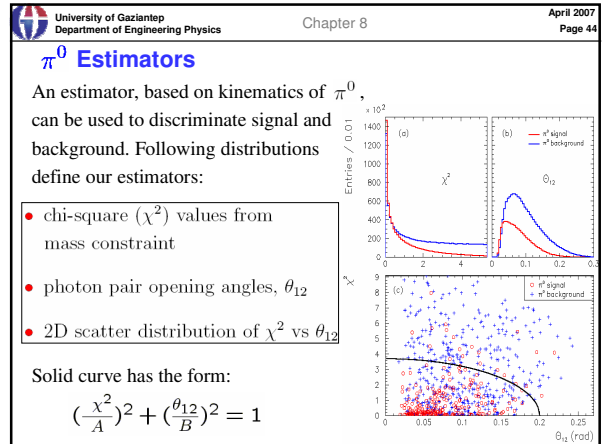 University of Gaziantep
Department of Engineering Physics
Chapter 8
April 2007
Page 44
π⁰ Estimators
An estimator, based on kinematics of π⁰,
can be used to discriminate signal and
background. Following distributions
define our estimators:
• chi-square (χ²) values from
mass constraint
• photon pair opening angles, θ₁₂
• 2D scatter distribution of χ² vs θ₁₂
Solid curve has the form:
(χ²/A)² + (θ₁₂/B)² = 1
× 10²
Entries / 0.01
1400
1200
1000
800
600
400
200
0
(a)
χ²
0 2 4
(b)
π⁰ signal
π⁰ background
θ₁₂
0 0.1 0.2 0.3
χ²
9
8
7
6
5
4
3
2
1
0
(c)
π⁰ signal
π⁰ background
0 0.05 0.1 0.15 0.2 0.25
θ₁₂ (rad)